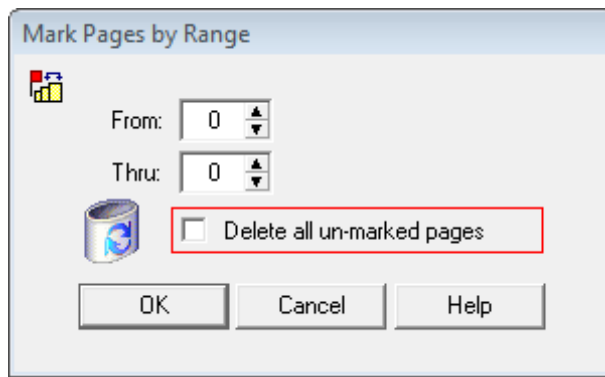 Mark Pages by Range
From: 0
Thru: 0
Delete all un-marked pages
OK Cancel Help